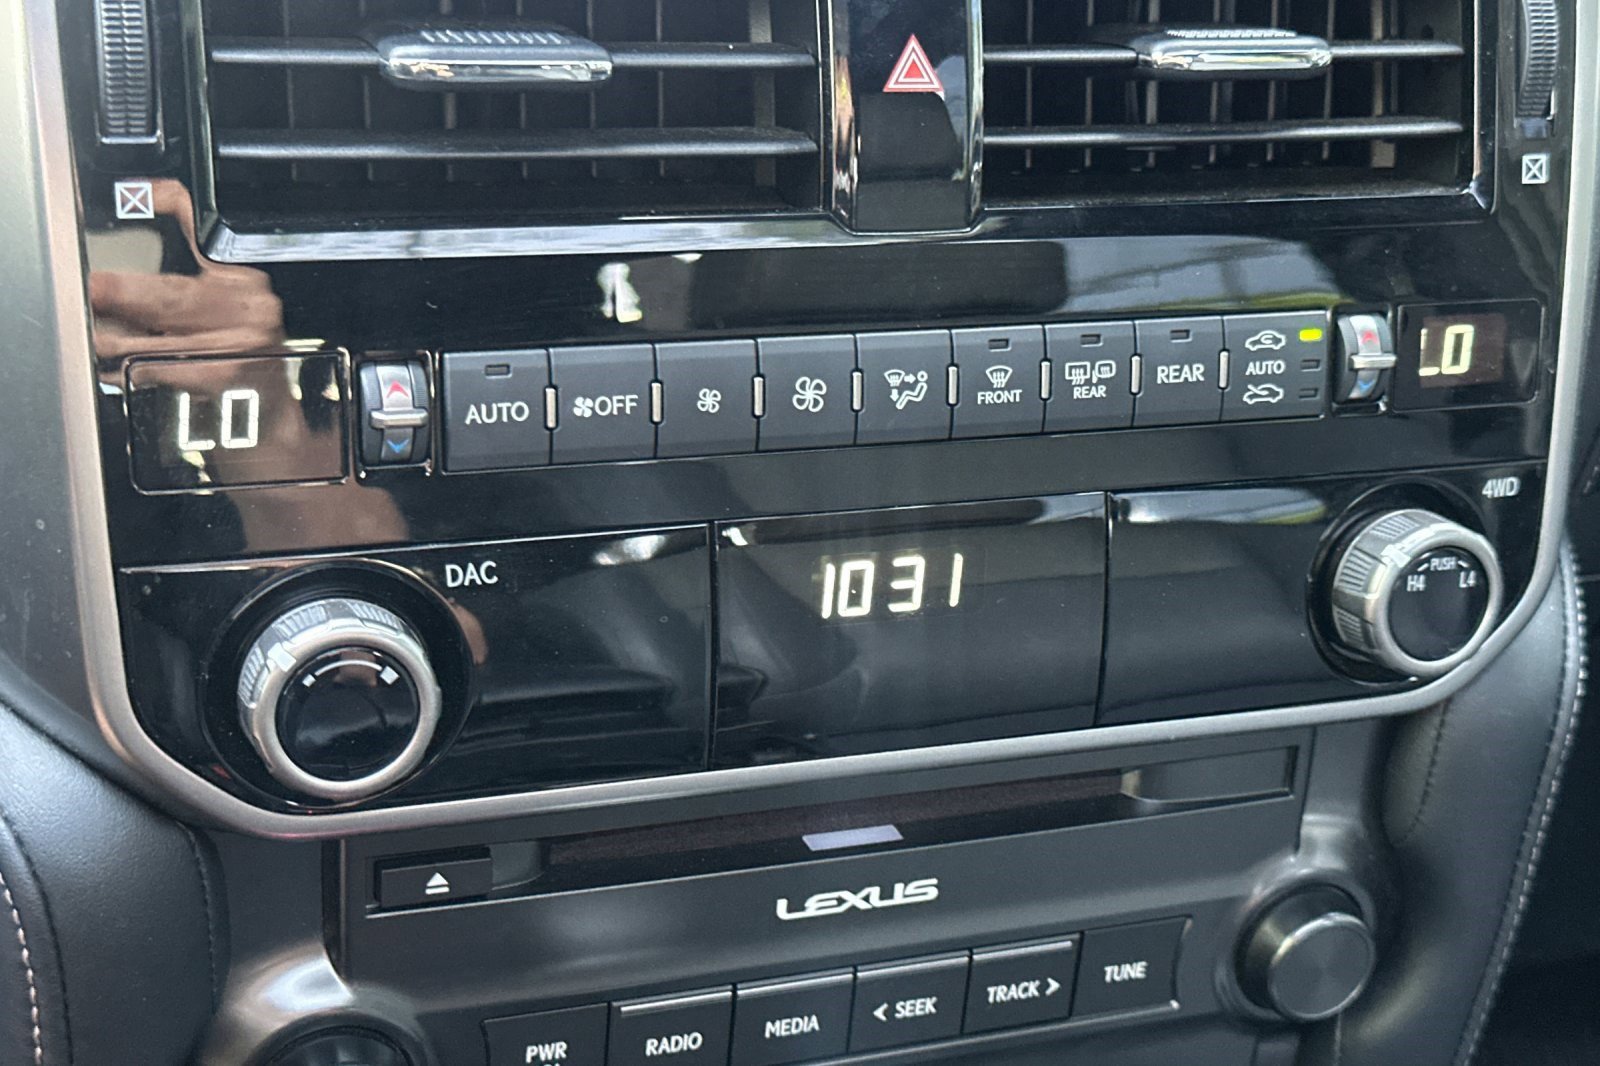 LO
AUTO
OFF
FRONT
REAR
REAR
AUTO
LO
DAC
1031
4WD
PUSH
H4 L4
LEXUS
PWR
RADIO
MEDIA
< SEEK
TRACK >
TUNE